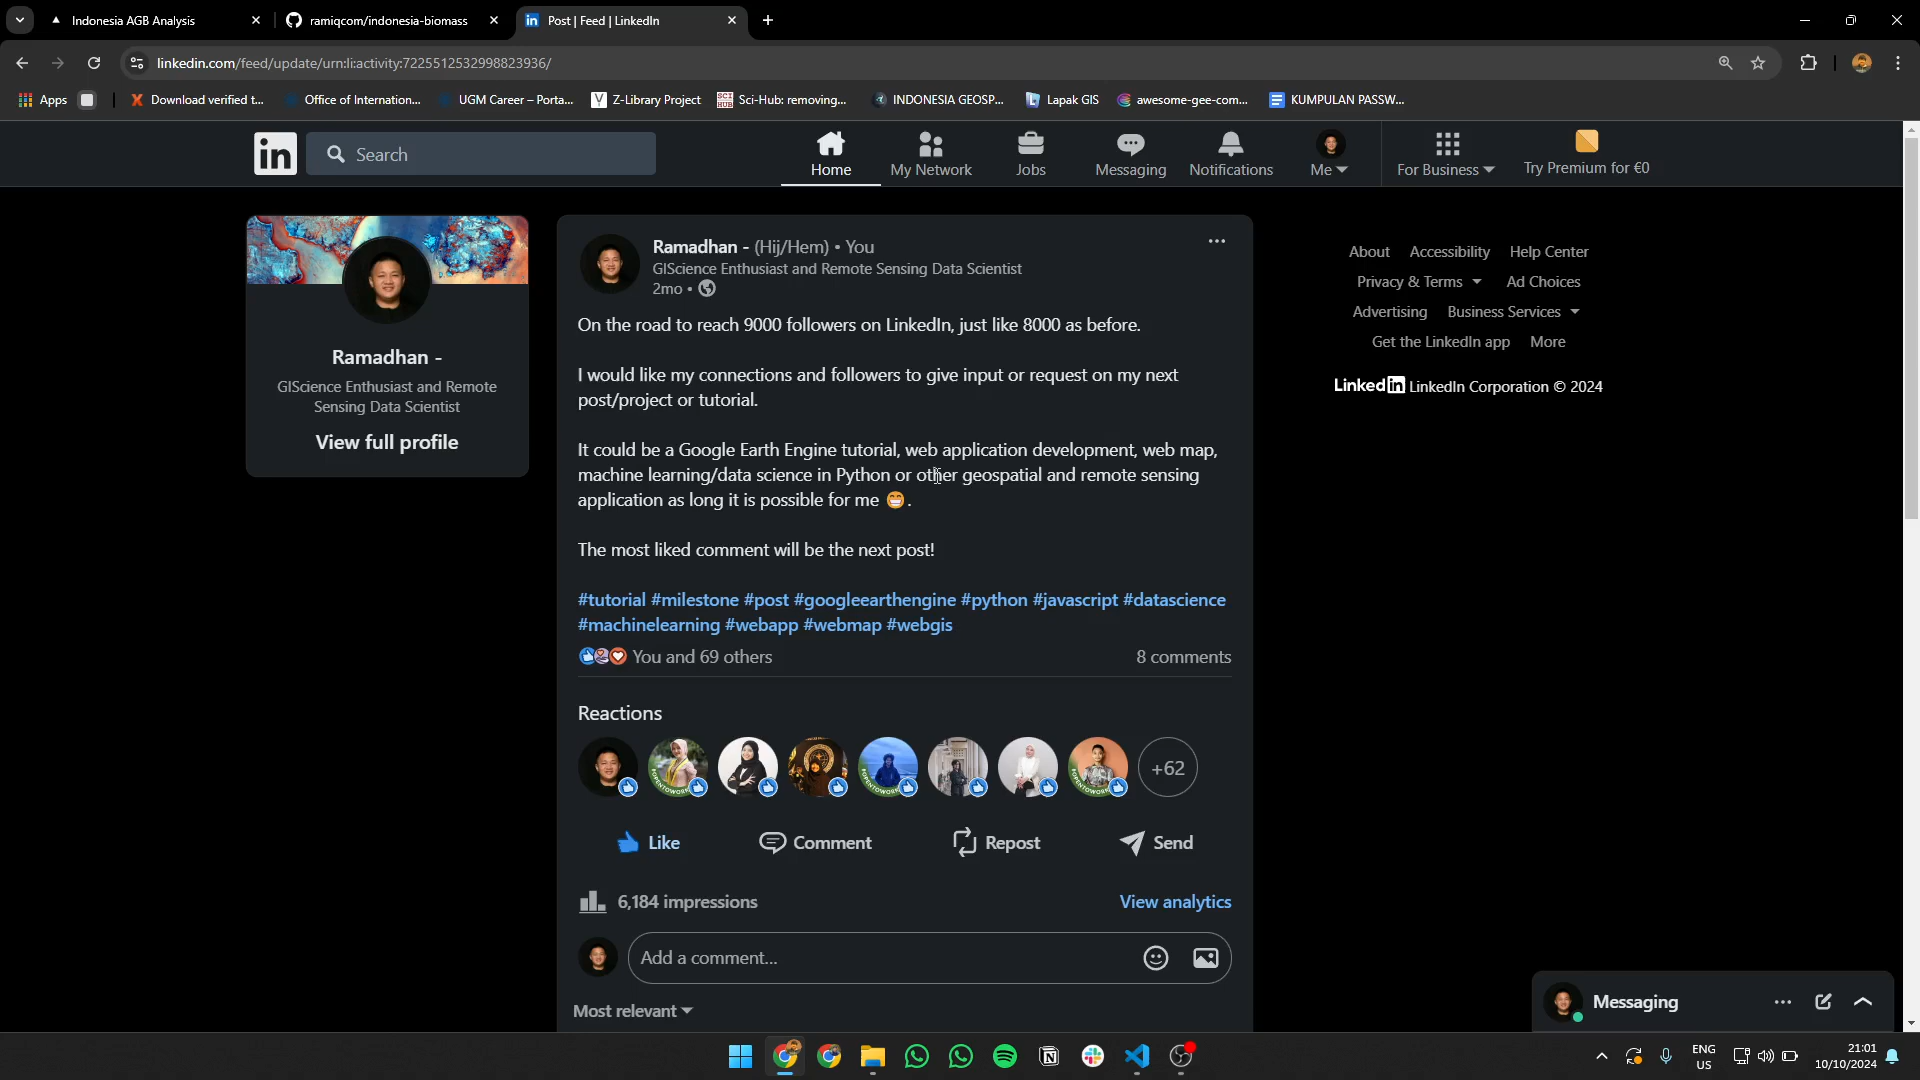 Indonesia AGB Analysis
ramiqcom/indonesia-biomass
Post | Feed | LinkedIn
linkedin.com/feed/update/urn:li:activity:7225512532998823936/
Apps
Download verified t...
Office of Internation...
UGM Career – Porta...
Z-Library Project
Sci-Hub: removing...
INDONESIA GEOSP...
Lapak GIS
awesome-gee-com...
KUMPULAN PASSW...
in
Search
Home
My Network
Jobs
Messaging
Notifications
Me
For Business
Try Premium for €0
Ramadhan -
GIScience Enthusiast and Remote
Sensing Data Scientist
View full profile
Ramadhan - (Hij/Hem) • You
GIScience Enthusiast and Remote Sensing Data Scientist
2mo •
On the road to reach 9000 followers on LinkedIn, just like 8000 as before.
I would like my connections and followers to give input or request on my next
post/project or tutorial.
It could be a Google Earth Engine tutorial, web application development, web map,
machine learning/data science in Python or other geospatial and remote sensing
application as long it is possible for me 😁.
The most liked comment will be the next post!
#tutorial #milestone #post #googleearthengine #python #javascript #datascience
#machinelearning #webapp #webmap #webgis
You and 69 others
8 comments
Reactions
+62
Like
Comment
Repost
Send
6,184 impressions
View analytics
Add a comment...
Most relevant
About
Accessibility
Help Center
Privacy & Terms
Ad Choices
Advertising
Business Services
Get the LinkedIn app
More
LinkedIn LinkedIn Corporation © 2024
Messaging
ENG
US
21:01
10/10/2024